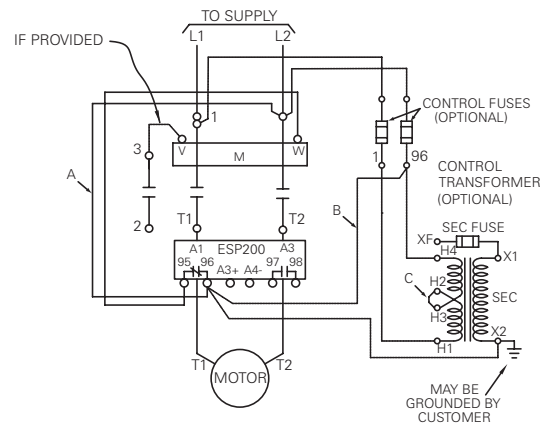 TO SUPPLY
L1 L2
IF PROVIDED
1
CONTROL FUSES
(OPTIONAL)
V W
M
3
1 96
CONTROL
TRANSFORMER
(OPTIONAL)
A
2
T1 T2
B
SEC FUSE
XF
H4 X1
A1 ESP200 A3
95 96 A3+ A4- 97 98
C
H2
SEC
H3
X2
H1
T1 T2
MOTOR
MAY BE
GROUNDED BY
CUSTOMER